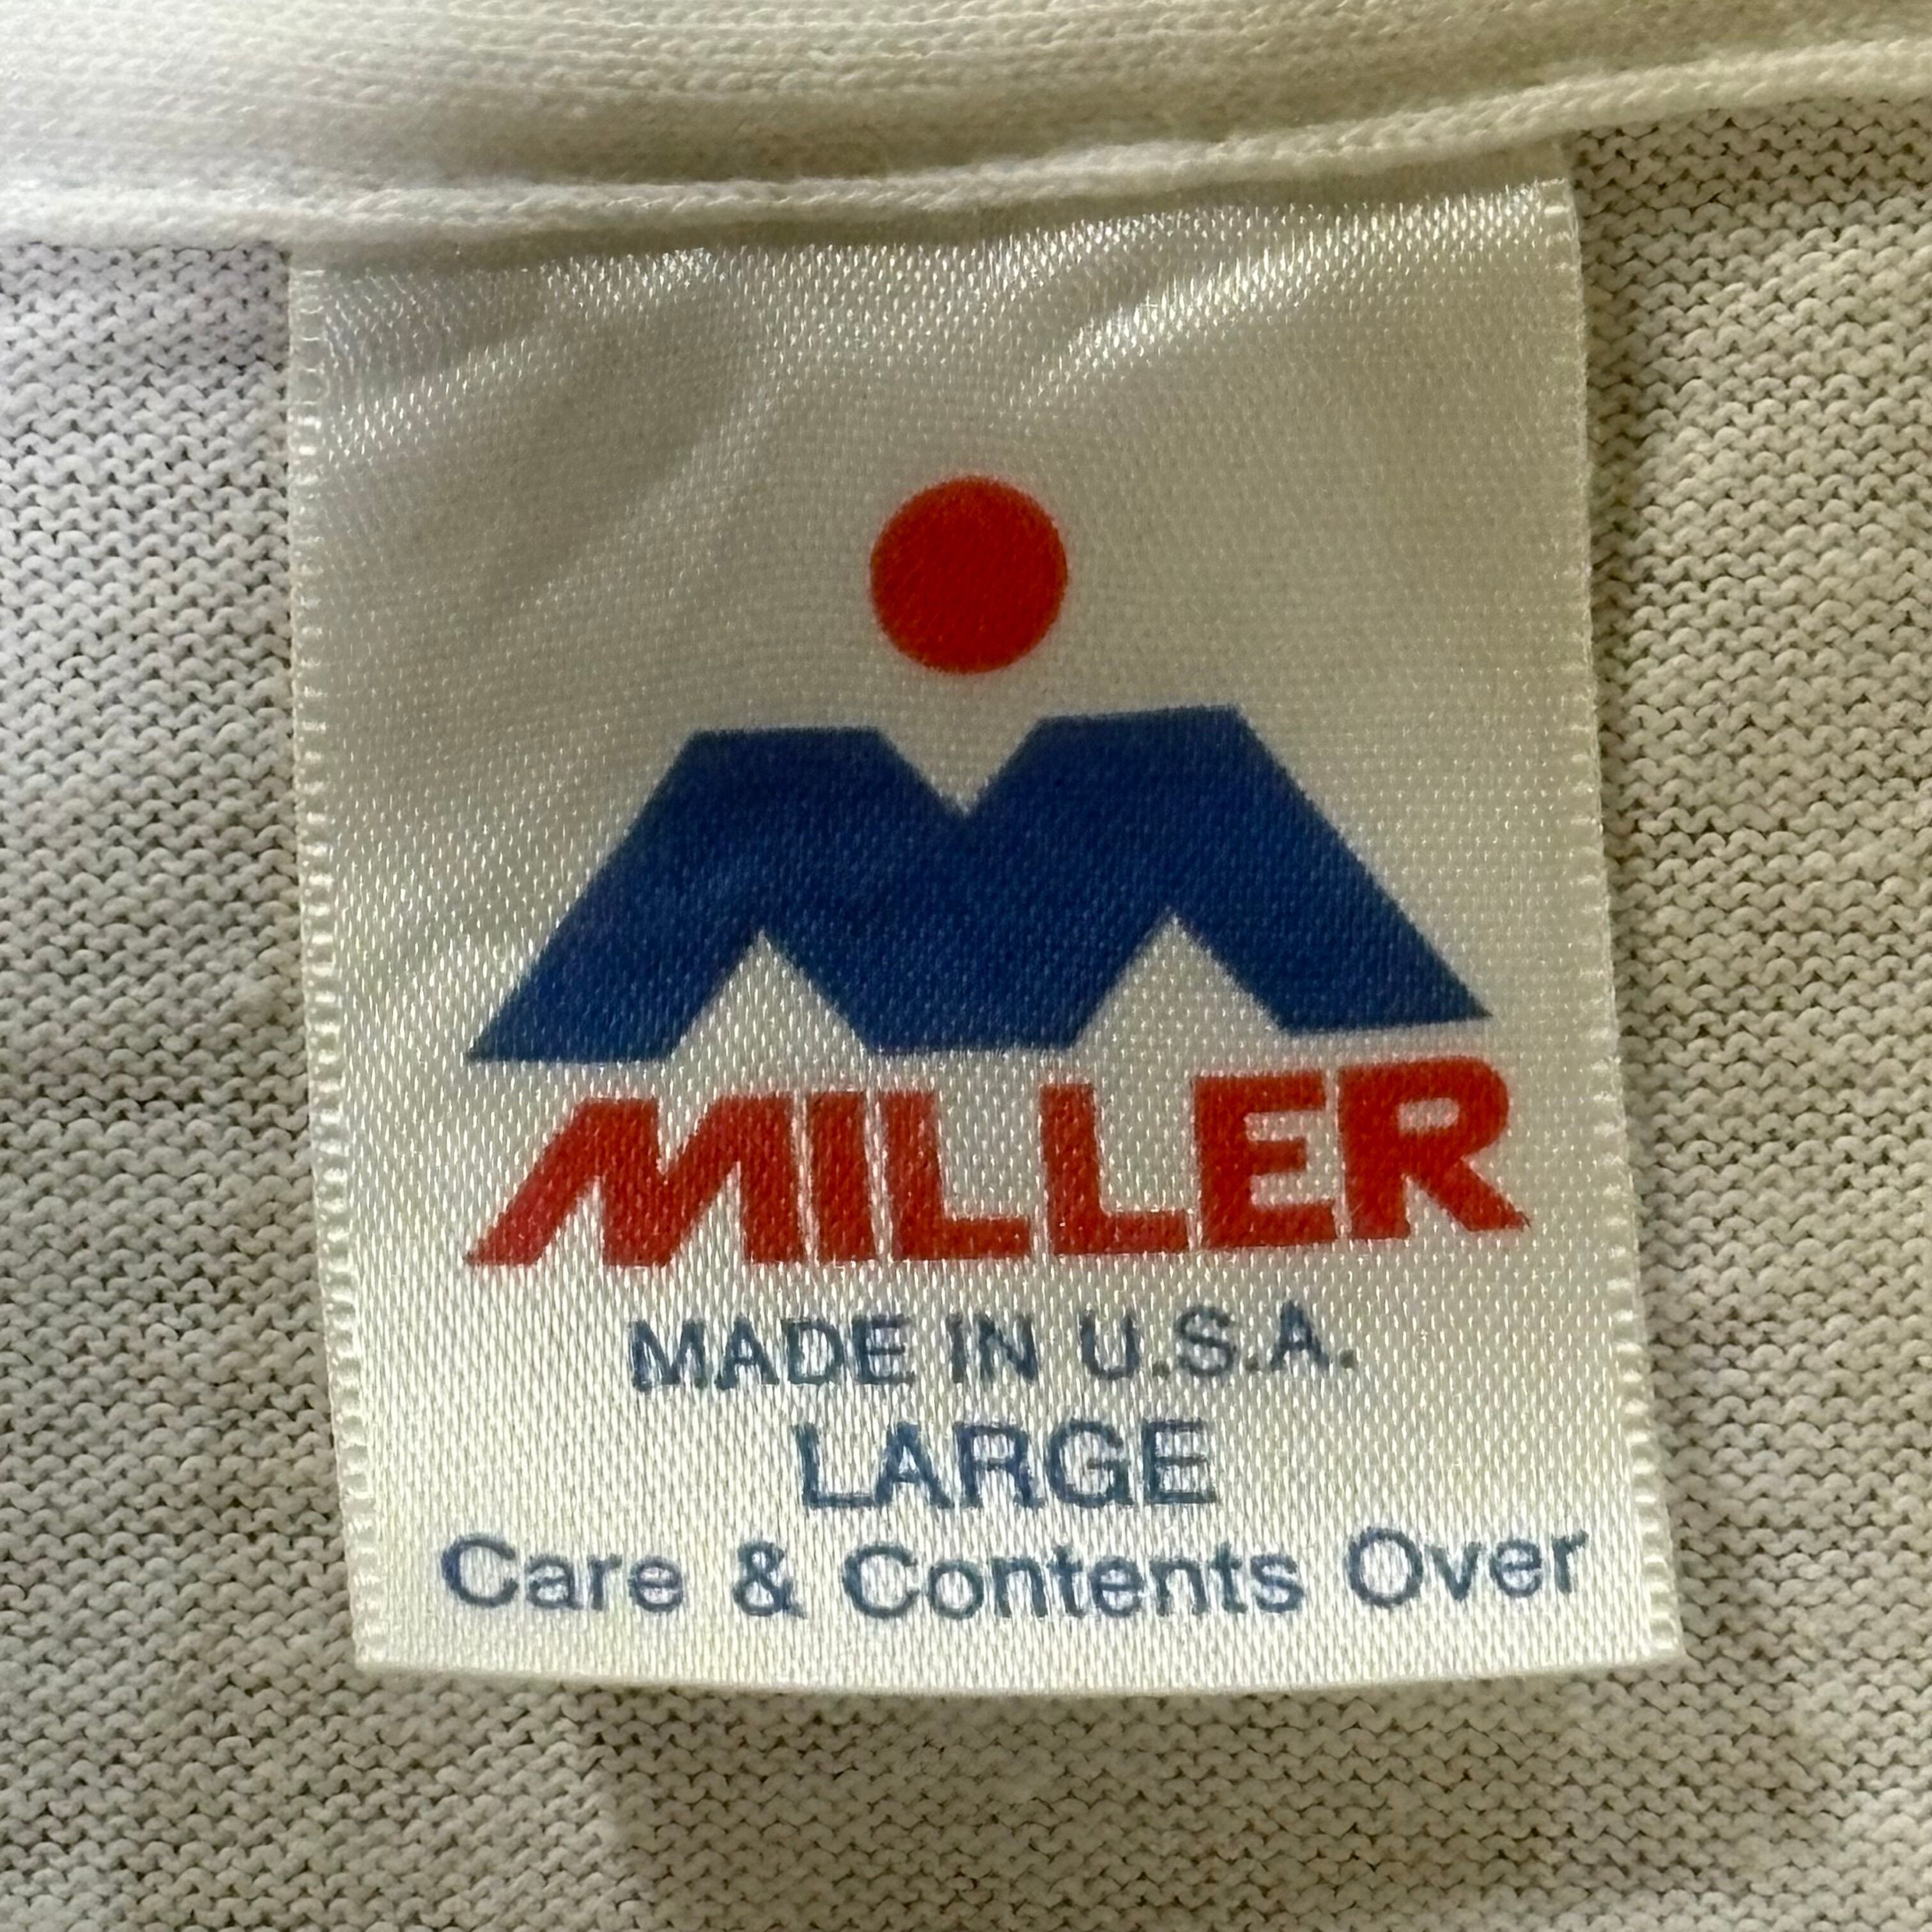 MILLER
MADE IN U.S.A.
LARGE
Care & Contents Over